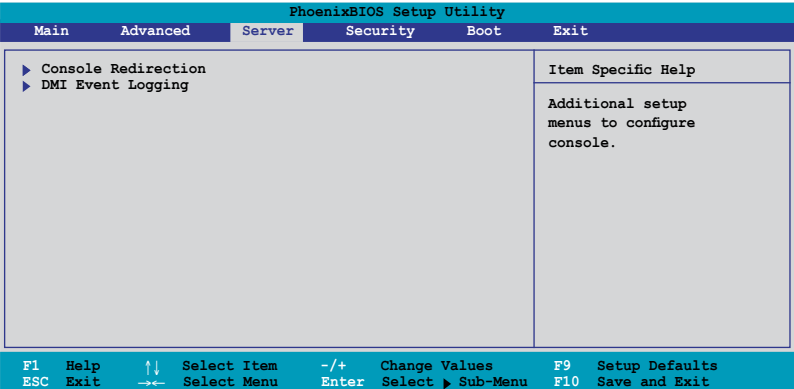 PhoenixBIOS Setup Utility
Main Advanced Server Security Boot Exit
Console Redirection
DMI Event Logging
Item Specific Help
Additional setup
menus to configure
console.
F1 Help ↑↓ Select Item -/+ Change Values F9 Setup Defaults
ESC Exit →← Select Menu Enter Select ▶ Sub-Menu F10 Save and Exit